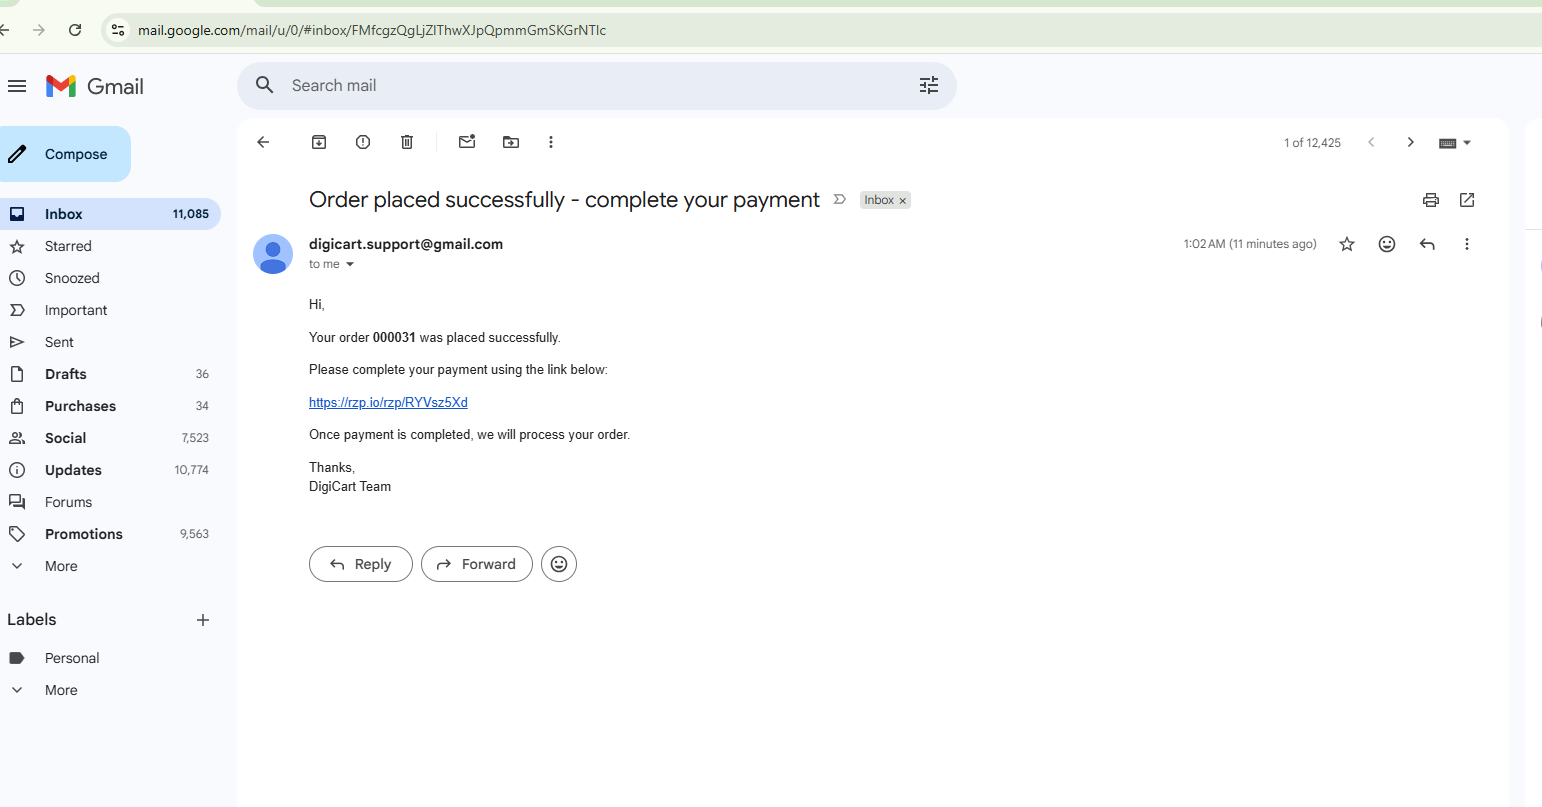 mail.google.com/mail/u/0/#inbox/FMfcgzQgLjZlThwXJpQpmmGmSKGrNTlc
Gmail
Search mail
Compose
1 of 12,425
Order placed successfully - complete your payment
Inbox ×
Inbox 11,085
Starred
Snoozed
Important
Sent
Drafts 36
Purchases 34
Social 7,523
Updates 10,774
Forums
Promotions 9,563
More
Labels +
Personal
More
digicart.support@gmail.com
1:02 AM (11 minutes ago)
to me
Hi,
Your order 000031 was placed successfully.
Please complete your payment using the link below:
https://rzp.io/rzp/RYVsz5Xd
Once payment is completed, we will process your order.
Thanks,
DigiCart Team
Reply
Forward